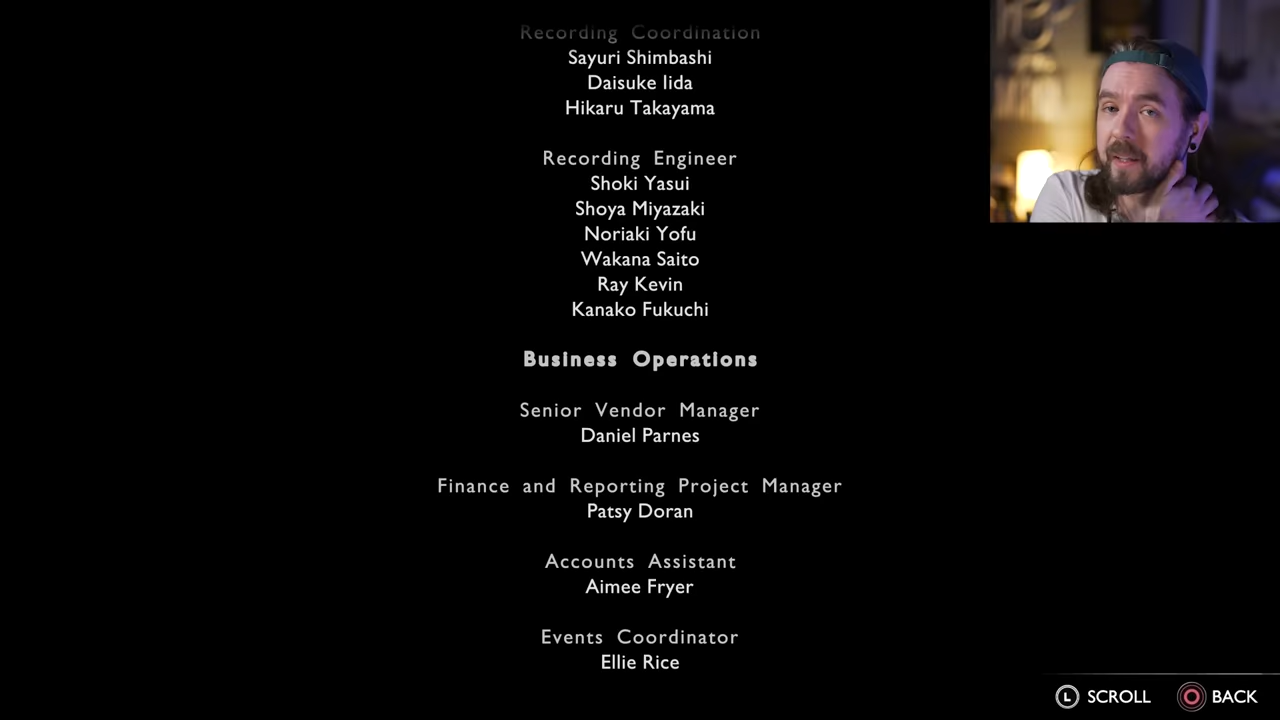 Recording Coordination
Sayuri Shimbashi
Daisuke Iida
Hikaru Takayama
Recording Engineer
Shoki Yasui
Shoya Miyazaki
Noriaki Yofu
Wakana Saito
Ray Kevin
Kanako Fukuchi
Business Operations
Senior Vendor Manager
Daniel Parnes
Finance and Reporting Project Manager
Patsy Doran
Accounts Assistant
Aimee Fryer
Events Coordinator
Ellie Rice
L SCROLL
BACK